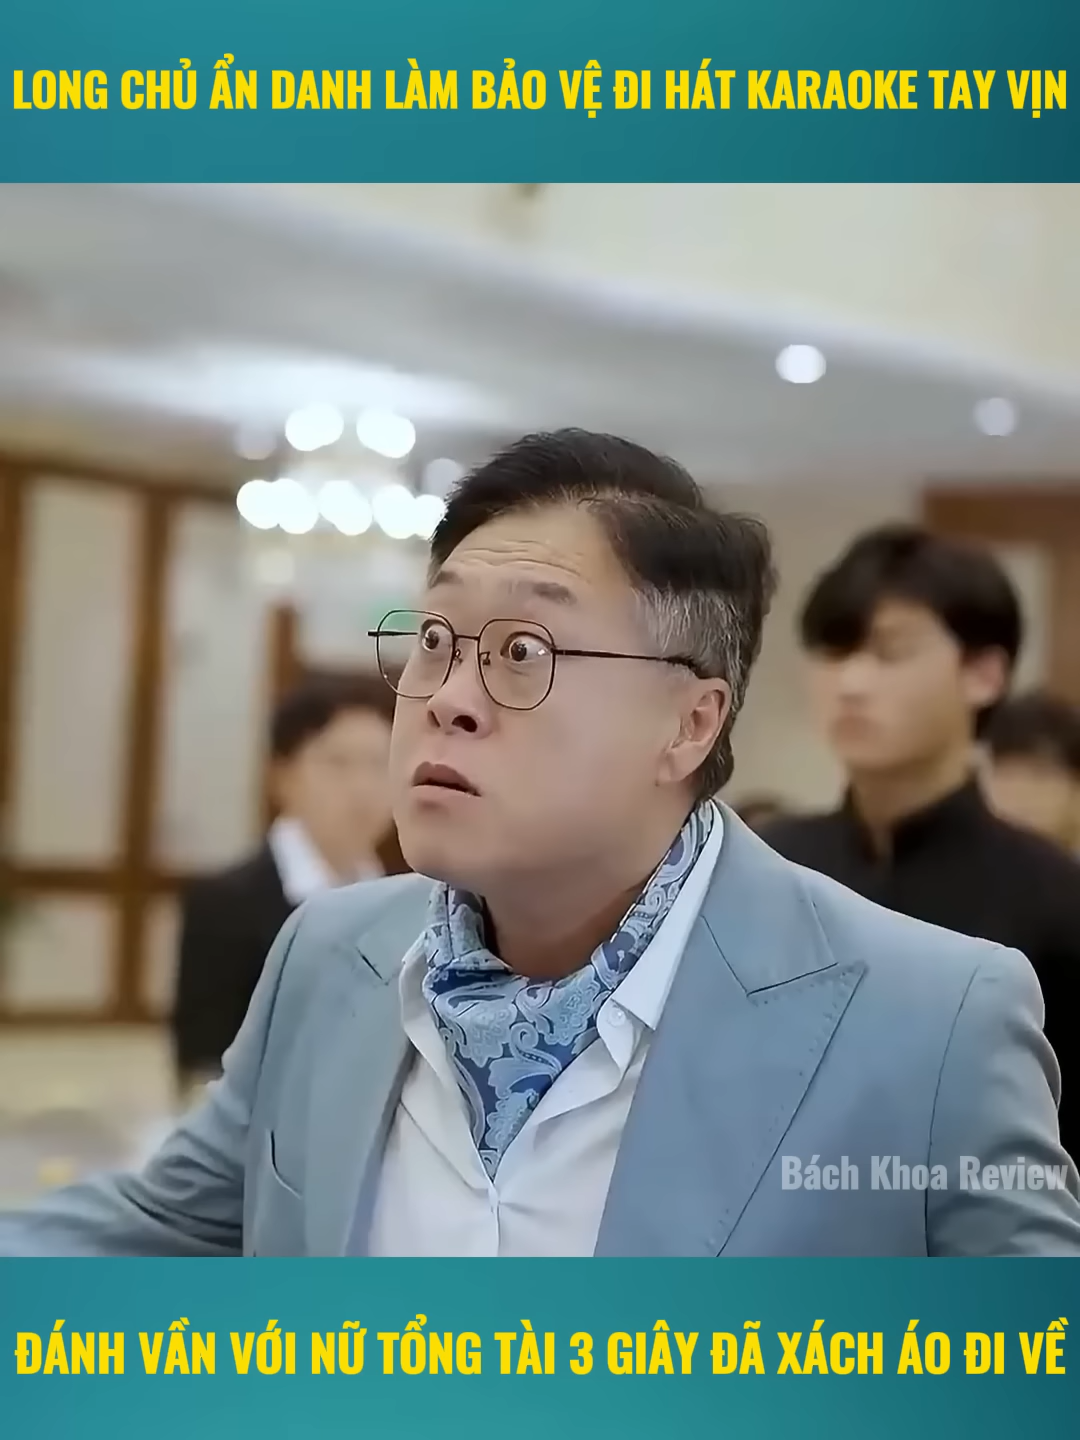 LONG CHỦ ẨN DANH LÀM BẢO VỆ ĐI HÁT KARAOKE TAY VỊN
Bách Khoa Review
ĐÁNH VẦN VỚI NỮ TỔNG TÀI 3 GIÂY ĐÃ XÁCH ÁO ĐI VỀ